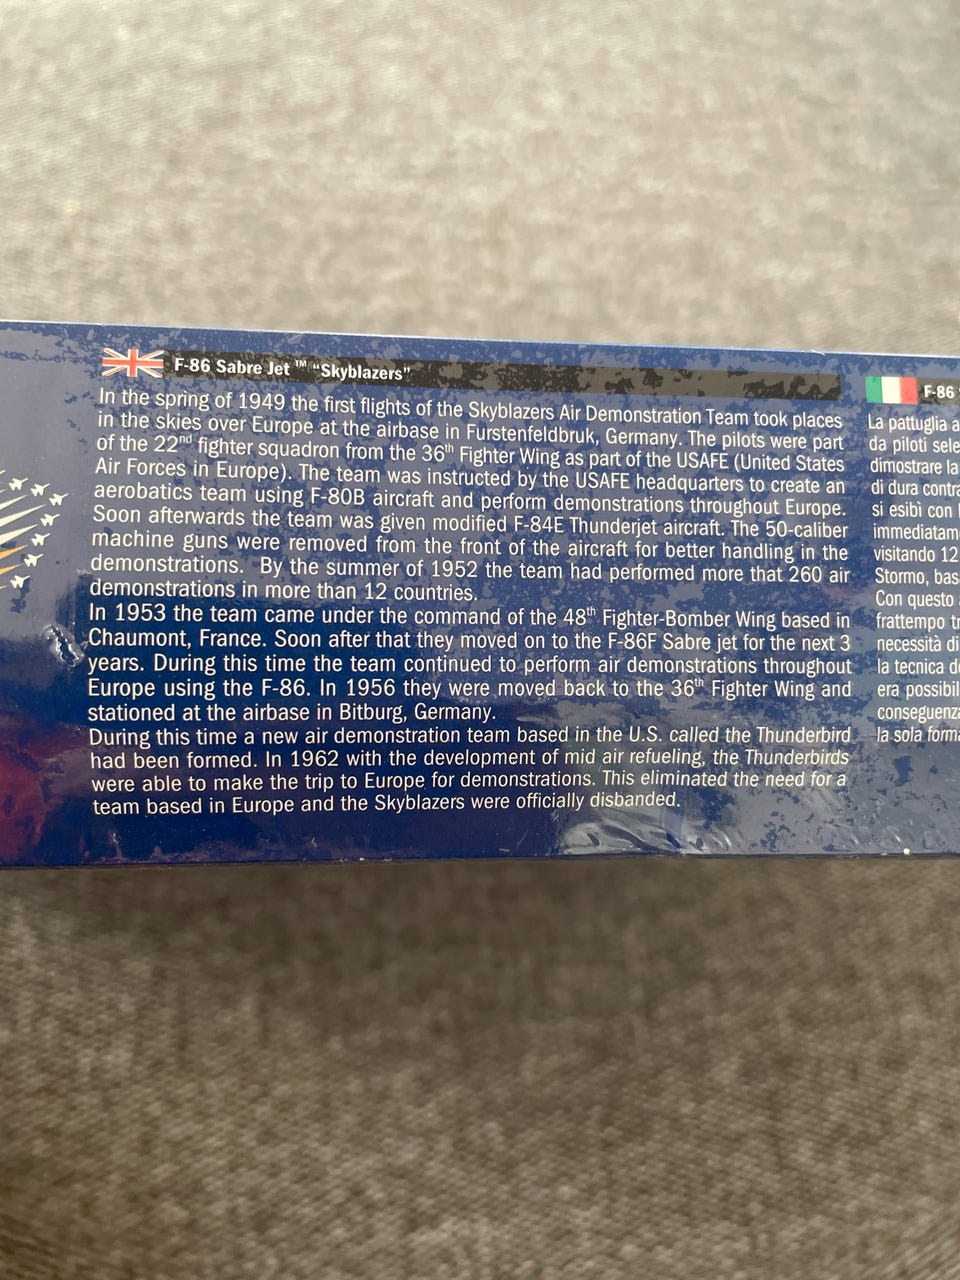 F-86 Sabre Jet ™ “Skyblazers”
In the spring of 1949 the first flights of the Skyblazers Air Demonstration Team took places
in the skies over Europe at the airbase in Furstenfeldbruk, Germany. The pilots were part
of the 22nd fighter squadron from the 36th Fighter Wing as part of the USAFE (United States
Air Forces in Europe). The team was instructed by the USAFE headquarters to create an
aerobatics team using F-80B aircraft and perform demonstrations throughout Europe.
Soon afterwards the team was given modified F-84E Thunderjet aircraft. The 50-caliber
machine guns were removed from the front of the aircraft for better handling in the
demonstrations. By the summer of 1952 the team had performed more that 260 air
demonstrations in more than 12 countries.
In 1953 the team came under the command of the 48th Fighter-Bomber Wing based in
Chaumont, France. Soon after that they moved on to the F-86F Sabre jet for the next 3
years. During this time the team continued to perform air demonstrations throughout
Europe using the F-86. In 1956 they were moved back to the 36th Fighter Wing and
stationed at the airbase in Bitburg, Germany.
During this time a new air demonstration team based in the U.S. called the Thunderbird
had been formed. In 1962 with the development of mid air refueling, the Thunderbirds
were able to make the trip to Europe for demonstrations. This eliminated the need for a
team based in Europe and the Skyblazers were officially disbanded.
F-86
La pattuglia a
da piloti sele
dimostrare la
di dura contra
si esibì con
immediatam
visitando 12
Stormo, bas
Con questo
frattempo tr
necessità di
la tecnica d
era possibil
conseguenza
la sola forma